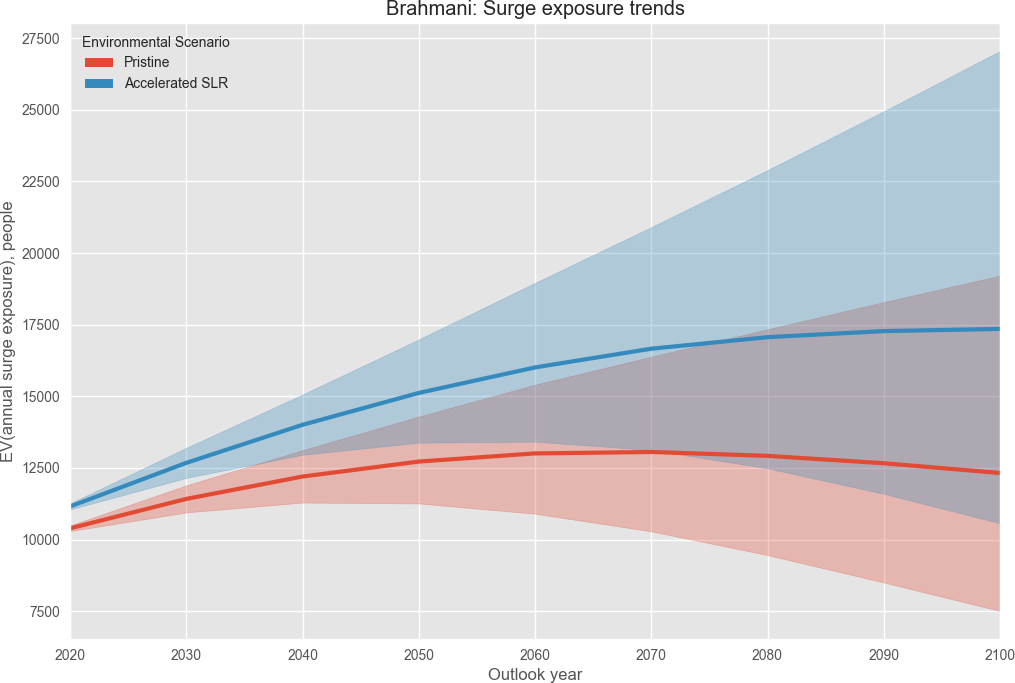 Brahmani: Surge exposure trends
Environmental Scenario
Pristine
Accelerated SLR
EV(annual surge exposure), people
27500
25000
22500
20000
17500
15000
12500
10000
7500
2020 2030 2040 2050 2060 2070 2080 2090 2100
Outlook year